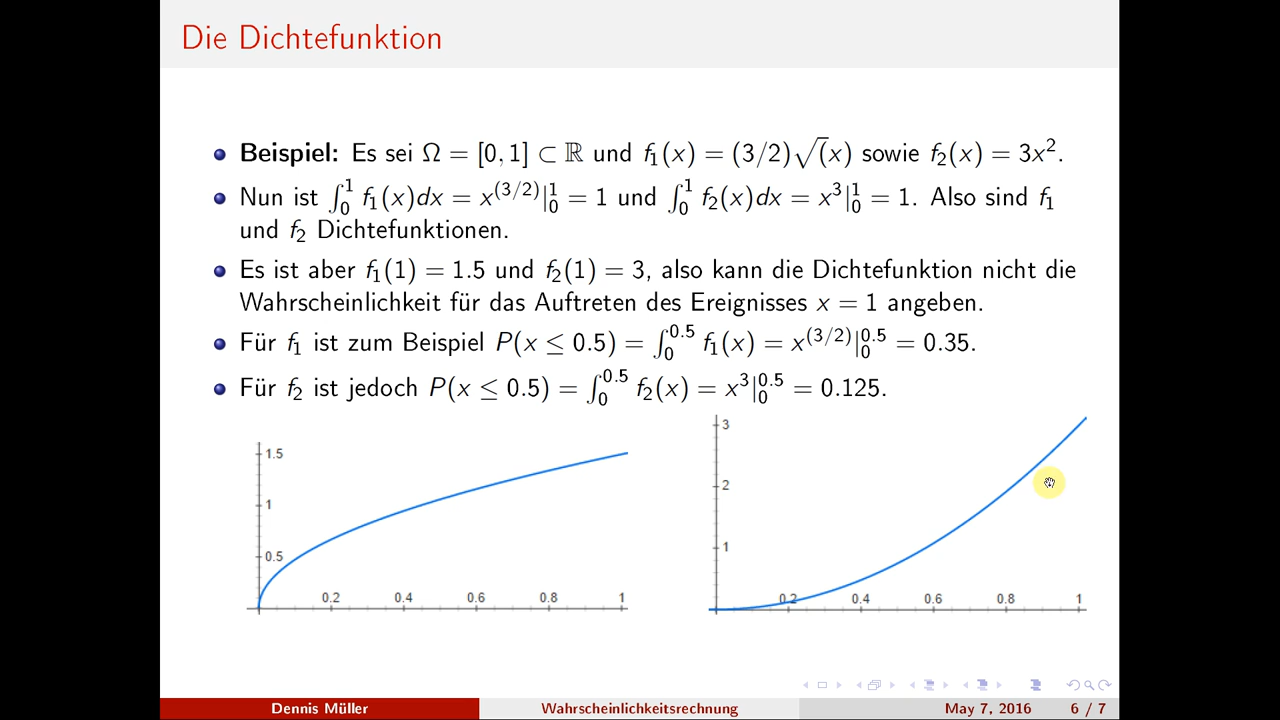 Die Dichtefunktion
Beispiel: Es sei Ω = [0, 1] ⊂ ℝ und f₁(x) = (3/2)√(x) sowie f₂(x) = 3x².
Nun ist ∫₀¹ f₁(x)dx = x^(3/2)|₀¹ = 1 und ∫₀¹ f₂(x)dx = x³|₀¹ = 1. Also sind f₁
und f₂ Dichtefunktionen.
Es ist aber f₁(1) = 1.5 und f₂(1) = 3, also kann die Dichtefunktion nicht die
Wahrscheinlichkeit für das Auftreten des Ereignisses x = 1 angeben.
Für f₁ ist zum Beispiel P(x ≤ 0.5) = ∫₀^0.5 f₁(x) = x^(3/2)|₀^0.5 = 0.35.
Für f₂ ist jedoch P(x ≤ 0.5) = ∫₀^0.5 f₂(x) = x³|₀^0.5 = 0.125.
1.5
1
0.5
0.2 0.4 0.6 0.8 1
3
2
1
0.2 0.4 0.6 0.8 1
Dennis Müller Wahrscheinlichkeitsrechnung May 7, 2016 6 / 7